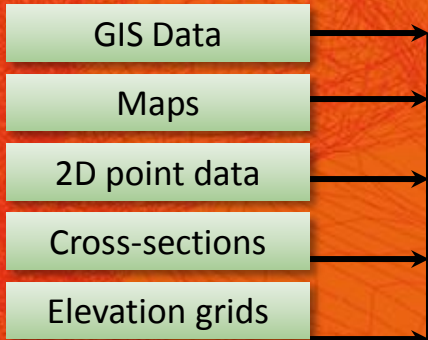 GIS Data
Maps
2D point data
Cross-sections
Elevation grids